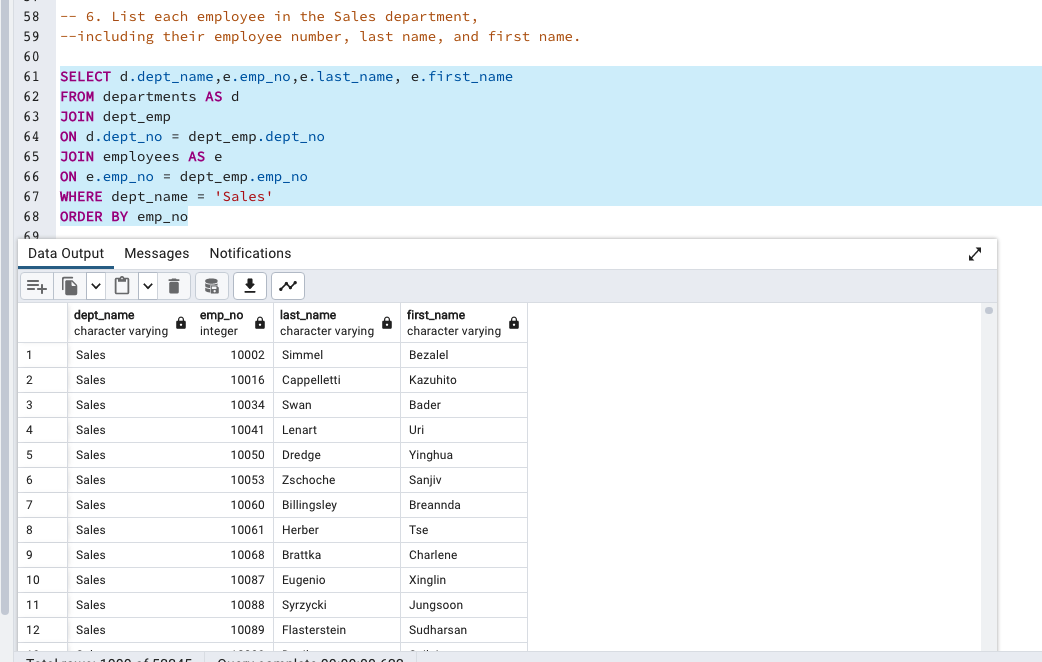 58 -- 6. List each employee in the Sales department,
59 --including their employee number, last name, and first name.
60
61 SELECT d.dept_name,e.emp_no,e.last_name, e.first_name
62 FROM departments AS d
63 JOIN dept_emp
64 ON d.dept_no = dept_emp.dept_no
65 JOIN employees AS e
66 ON e.emp_no = dept_emp.emp_no
67 WHERE dept_name = 'Sales'
68 ORDER BY emp_no
69
Data Output Messages Notifications
dept_name emp_no last_name first_name
character varying integer character varying character varying
1 Sales 10002 Simmel Bezalel
2 Sales 10016 Cappelletti Kazuhito
3 Sales 10034 Swan Bader
4 Sales 10041 Lenart Uri
5 Sales 10050 Dredge Yinghua
6 Sales 10053 Zschoche Sanjiv
7 Sales 10060 Billingsley Breannda
8 Sales 10061 Herber Tse
9 Sales 10068 Brattka Charlene
10 Sales 10087 Eugenio Xinglin
11 Sales 10088 Syrzycki Jungsoon
12 Sales 10089 Flasterstein Sudharsan
Total rows: 1000 of Query complete